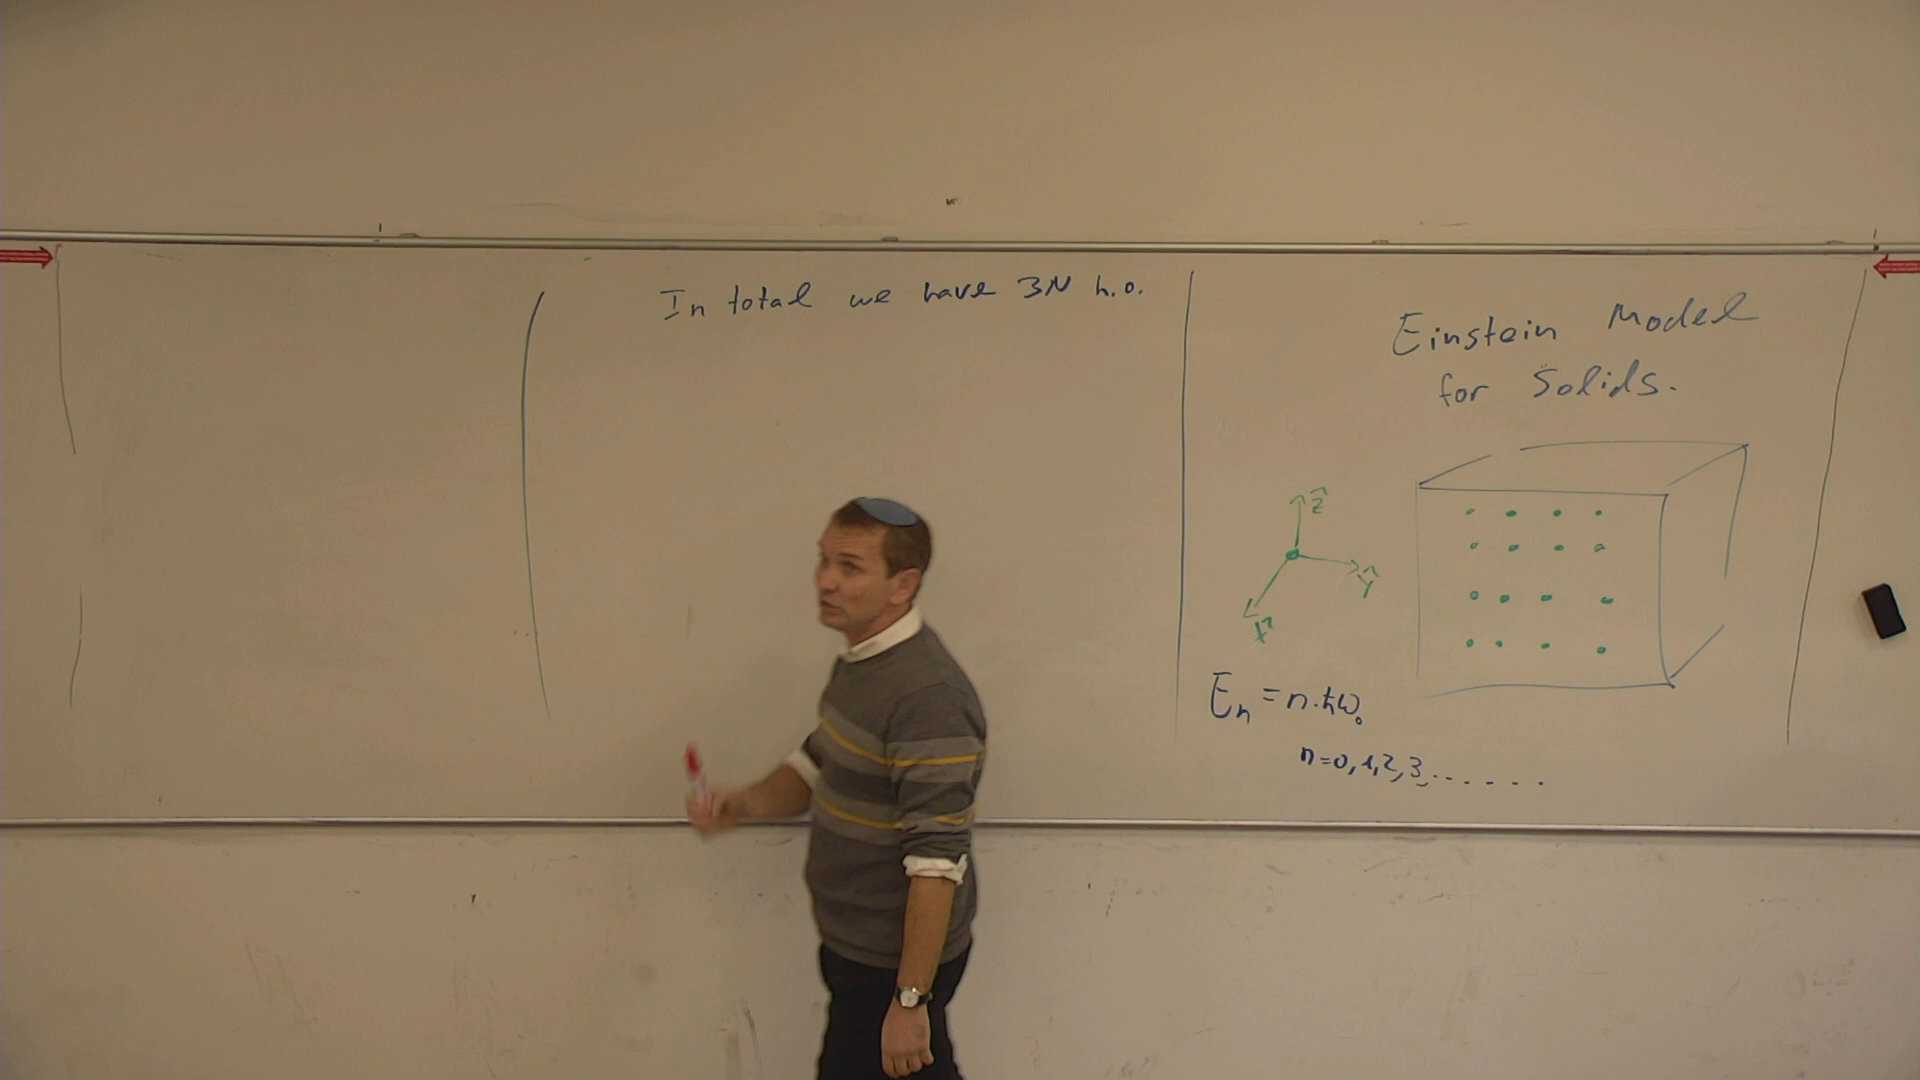 In total we have 3N h.o.
Einstein Model
for Solids.
ẑ
ŷ
x̂
Eₙ = n·ħω₀
n=0,1,2,3,......